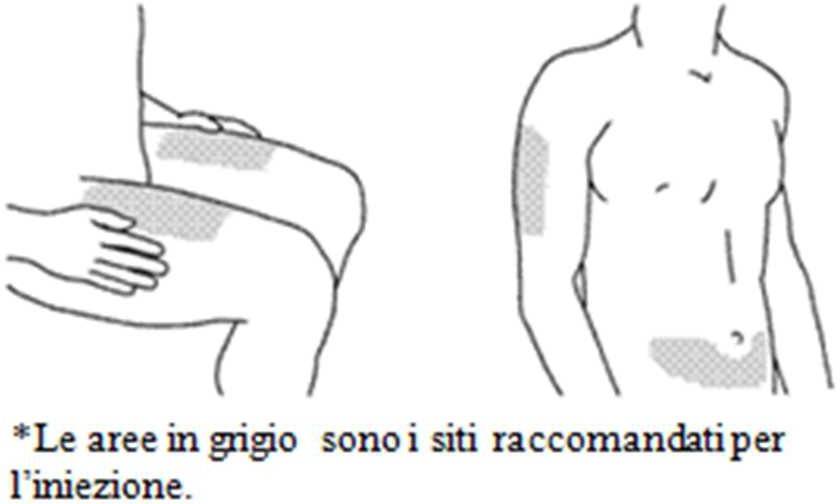 *Le aree in grigio sono i siti raccomandati per
l'iniezione.